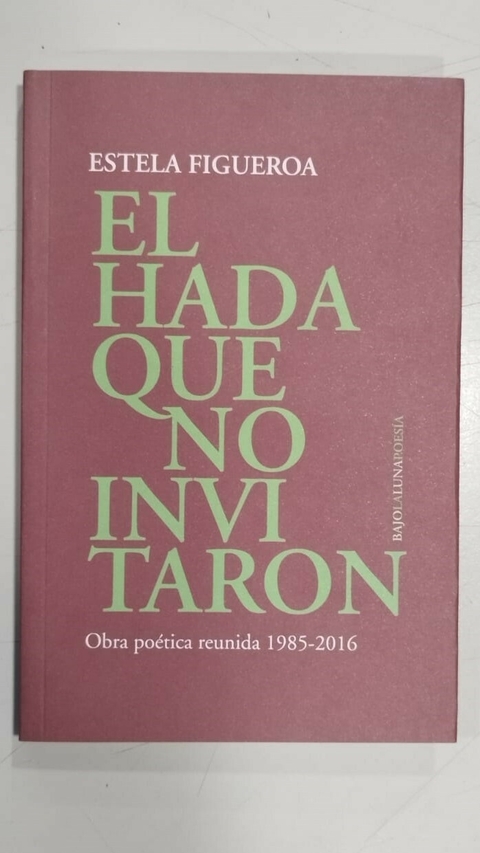 ESTELA FIGUEROA
EL
HADA
QUE
NO
INVI
TARON
BAJOLALUNAPOESÍA
Obra poética reunida 1985-2016